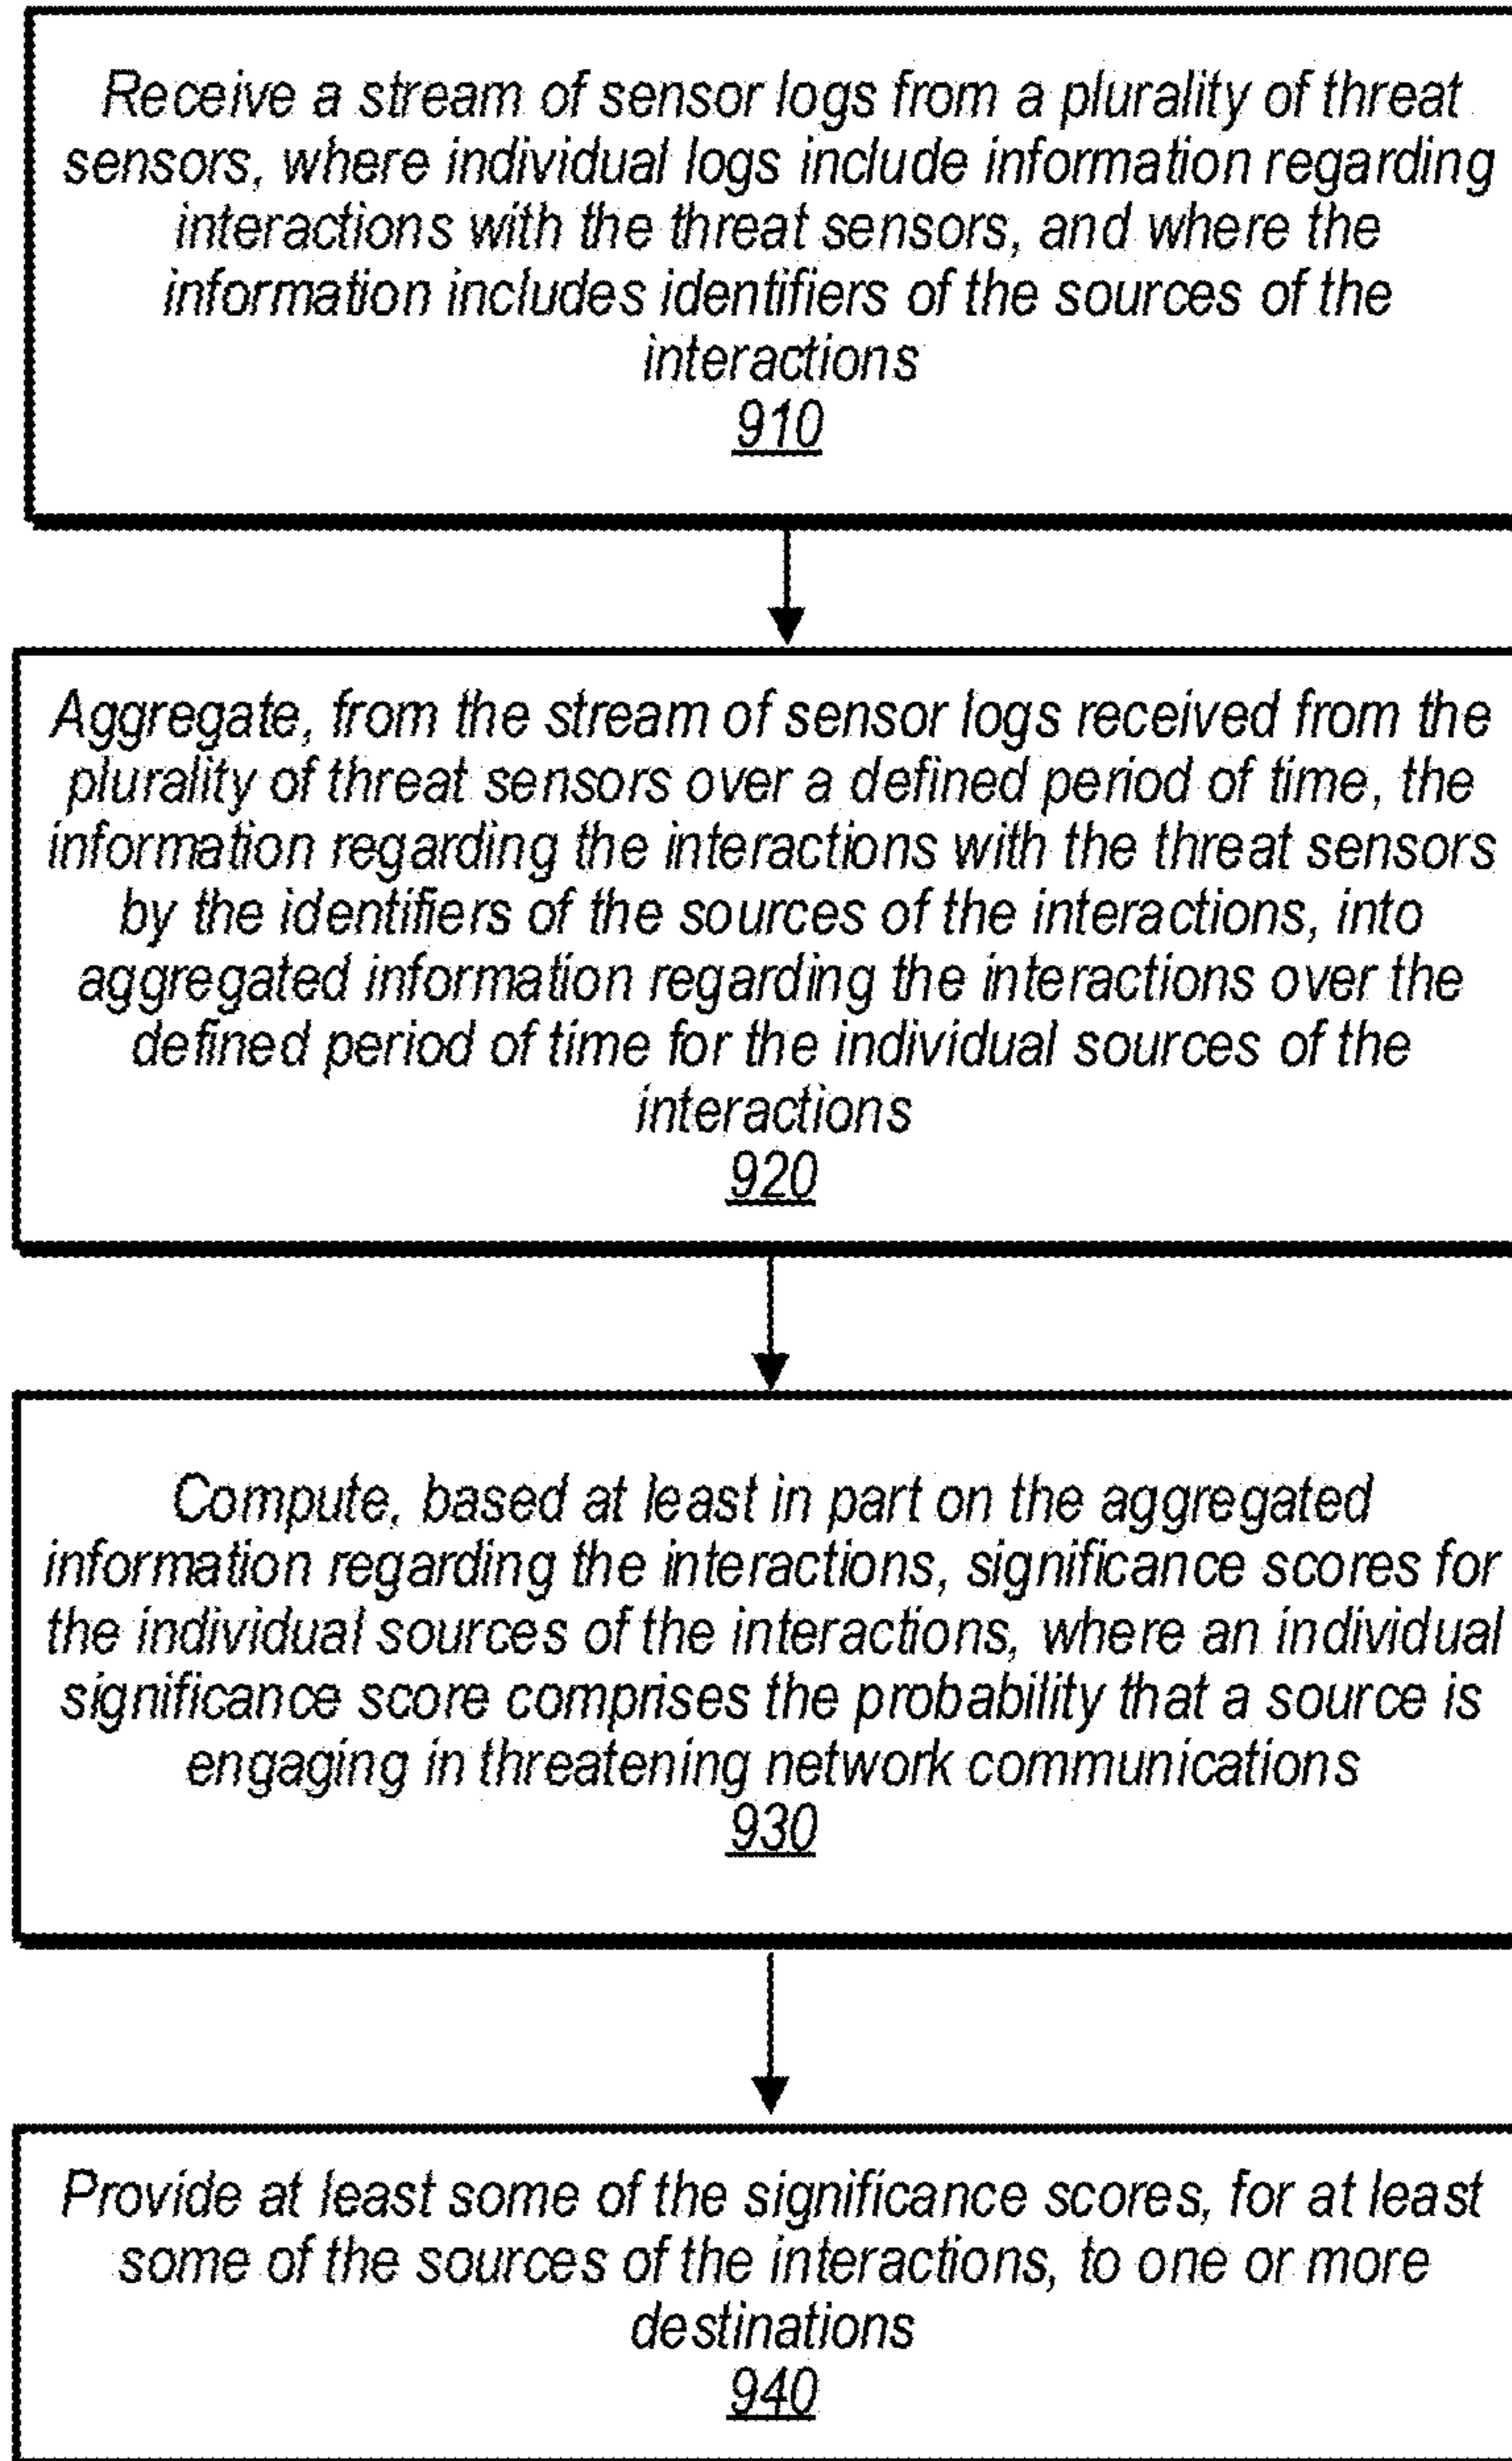 Receive a stream of sensor logs from a plurality of threat
sensors, where individual logs include information regarding
interactions with the threat sensors, and where the
information includes identifiers of the sources of the
interactions
910
Aggregate, from the stream of sensor logs received from the
plurality of threat sensors over a defined period of time, the
information regarding the interactions with the threat sensors
by the identifiers of the sources of the interactions, into
aggregated information regarding the interactions over the
defined period of time for the individual sources of the
interactions
920
Compute, based at least in part on the aggregated
information regarding the interactions, significance scores for
the individual sources of the interactions, where an individual
significance score comprises the probability that a source is
engaging in threatening network communications
930
Provide at least some of the significance scores, for at least
some of the sources of the interactions, to one or more
destinations
940